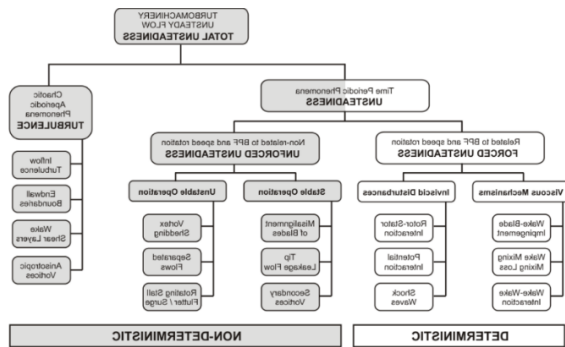 TURBOMACHINERY
UNSTEADY FLOW
TOTAL UNSTEADINESS
Time Periodic Phenomena
UNSTEADINESS
Chaotic
Aperiodic
Phenomena
TURBULENCE
Related to BPF and speed rotation
FORCED UNSTEADINESS
Non-related to BPF and speed rotation
UNFORCED UNSTEADINESS
Viscous Mechanisms
Inviscid Disturbances
Stable Operation
Unstable Operation
Wake-Blade
Impingement
Wake Mixing
Mixing Loss
Wake-Wake
Interaction
Rotor-Stator
Interaction
Potential
Interaction
Shock
Waves
Misalignment
of Blades
Tip
Leakage Flow
Secondary
Vortices
Vortex
Shedding
Separated
Flows
Rotating Stall
Flutter / Surge
Inflow
Turbulence
Endwall
Boundaries
Wake
Shear Layers
Anisotropic
Vortices
DETERMINISTIC
NON-DETERMINISTIC